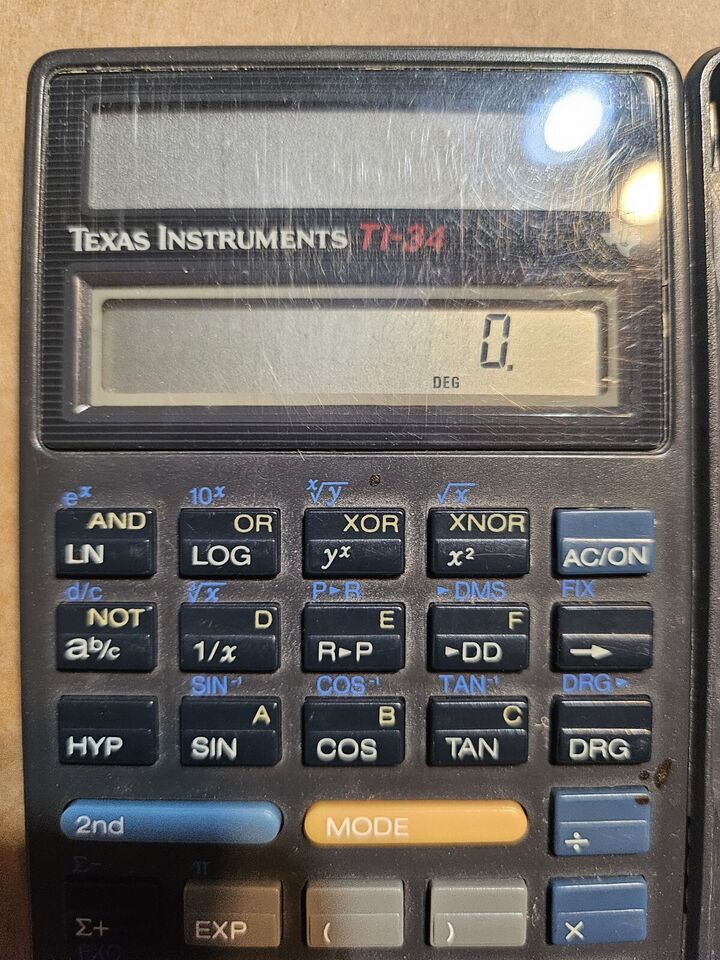 TEXAS INSTRUMENTS TI-34
0.
DEG
eˣ 10ˣ ˣ√y √x
AND OR XOR XNOR
LN LOG yˣ x² AC/ON
d/c ∛x P►R ►DMS FIX
NOT D E F
ab/c 1/x R►P ►DD →
SIN⁻¹ COS⁻¹ TAN⁻¹ DRG►
A B C
HYP SIN COS TAN DRG
2nd MODE ÷
Σ− π
Σ+ EXP ( ) ×